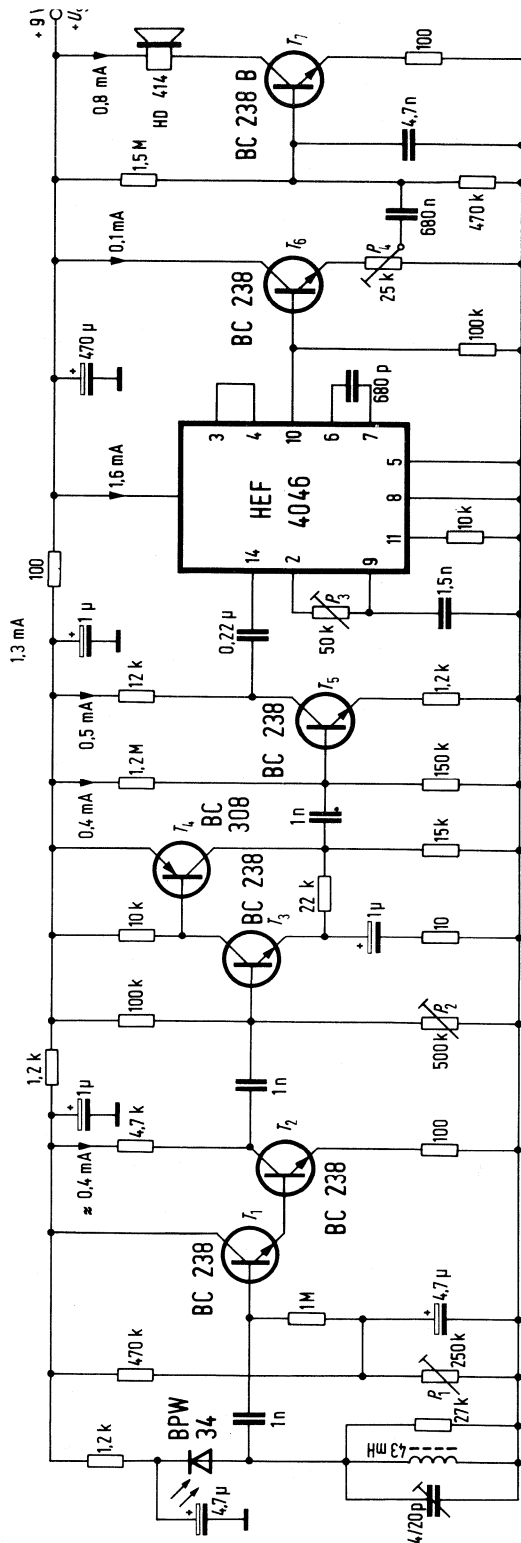 + 9 V
+U
0,8 mA
HD 414
T7
BC 238 B
100
1,5 M
4,7 n
0,1 mA
T6
BC 238
680 n
470 k
P4
25 k
100 k
+
470 µ
1,6 mA
3
4
10
6
7
680 p
HEF
4046
14
2
9
11
8
5
10 k
100
0,22 µ
P3
50 k
1,5 n
1,3 mA
+
1 µ
0,5 mA
12 k
T5
BC 238
1,2 k
0,4 mA
1,2 M
150 k
1 n
T4
BC
308
15 k
22 k
10 k
BC 238
T3
+
1 µ
10
100 k
P2
500 k
1,2 k
1 n
+
1 µ
≈ 0,4 mA
4,7 k
T2
BC 238
100
T1
BC 238
1 M
+
4,7 µ
470 k
P1
250 k
1 n
27 k
1,2 k
BPW
34
43 mH
+
4,7 µ
4/20 p